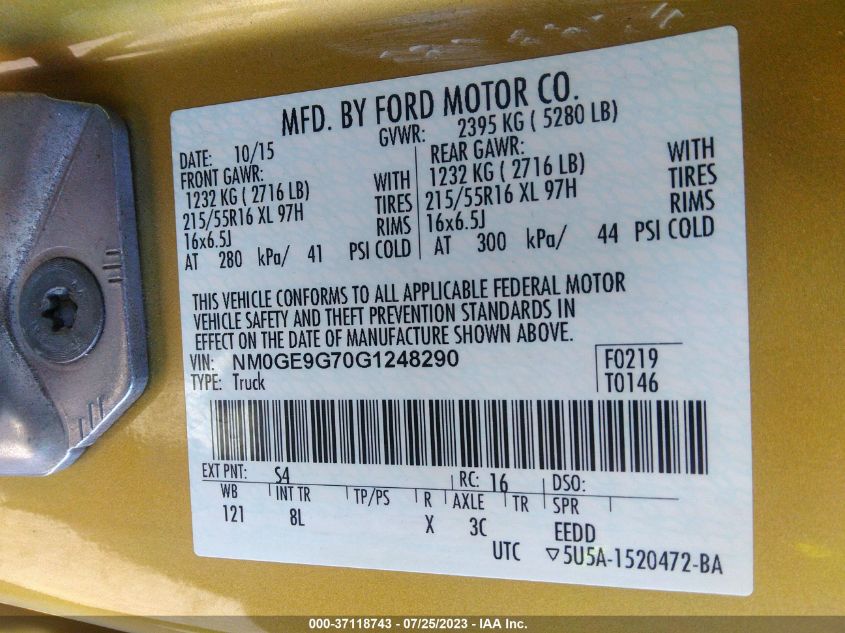 MFD. BY FORD MOTOR CO.
DATE: 10/15 GVWR: 2395 KG ( 5280 LB)
FRONT GAWR: REAR GAWR:
1232 KG ( 2716 LB) WITH 1232 KG ( 2716 LB) WITH
215/55R16 XL 97H TIRES 215/55R16 XL 97H TIRES
16x6.5J RIMS 16x6.5J RIMS
AT 280 kPa/ 41 PSI COLD AT 300 kPa/ 44 PSI COLD
THIS VEHICLE CONFORMS TO ALL APPLICABLE FEDERAL MOTOR
VEHICLE SAFETY AND THEFT PREVENTION STANDARDS IN
EFFECT ON THE DATE OF MANUFACTURE SHOWN ABOVE.
VIN: NM0GE9G70G1248290 F0219
TYPE: Truck T0146
EXT PNT: S4 RC: 16 DSO:
WB INT TR TP/PS R AXLE TR SPR
121 8L X 3C EEDD
UTC ▽5U5A-1520472-BA
000-37118743 - 07/25/2023 - IAA Inc.